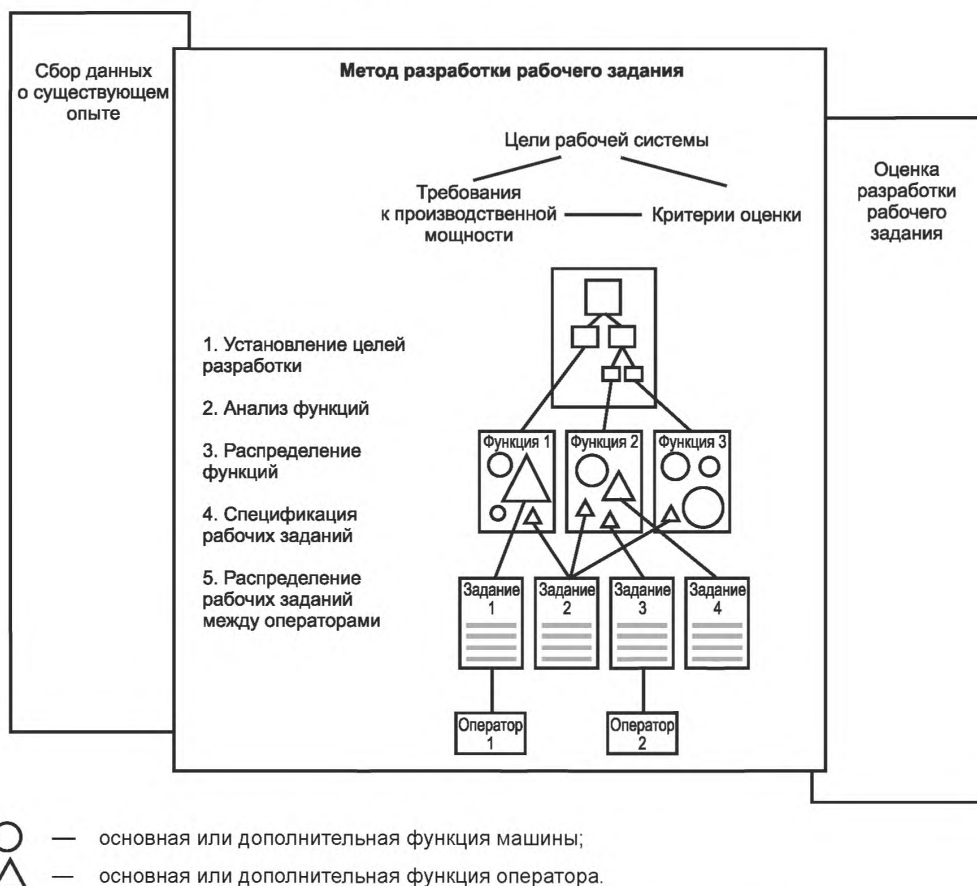 Сбор данных
о существующем
опыте
Метод разработки рабочего задания
Цели рабочей системы
Требования
к производственной
мощности
Критерии оценки
Оценка
разработки
рабочего
задания
1. Установление целей
разработки
2. Анализ функций
3. Распределение
функций
4. Спецификация
рабочих заданий
5. Распределение
рабочих заданий
между операторами
Функция 1
Функция 2
Функция 3
Задание
1
Задание
2
Задание
3
Задание
4
Оператор
1
Оператор
2
— основная или дополнительная функция машины;
— основная или дополнительная функция оператора.